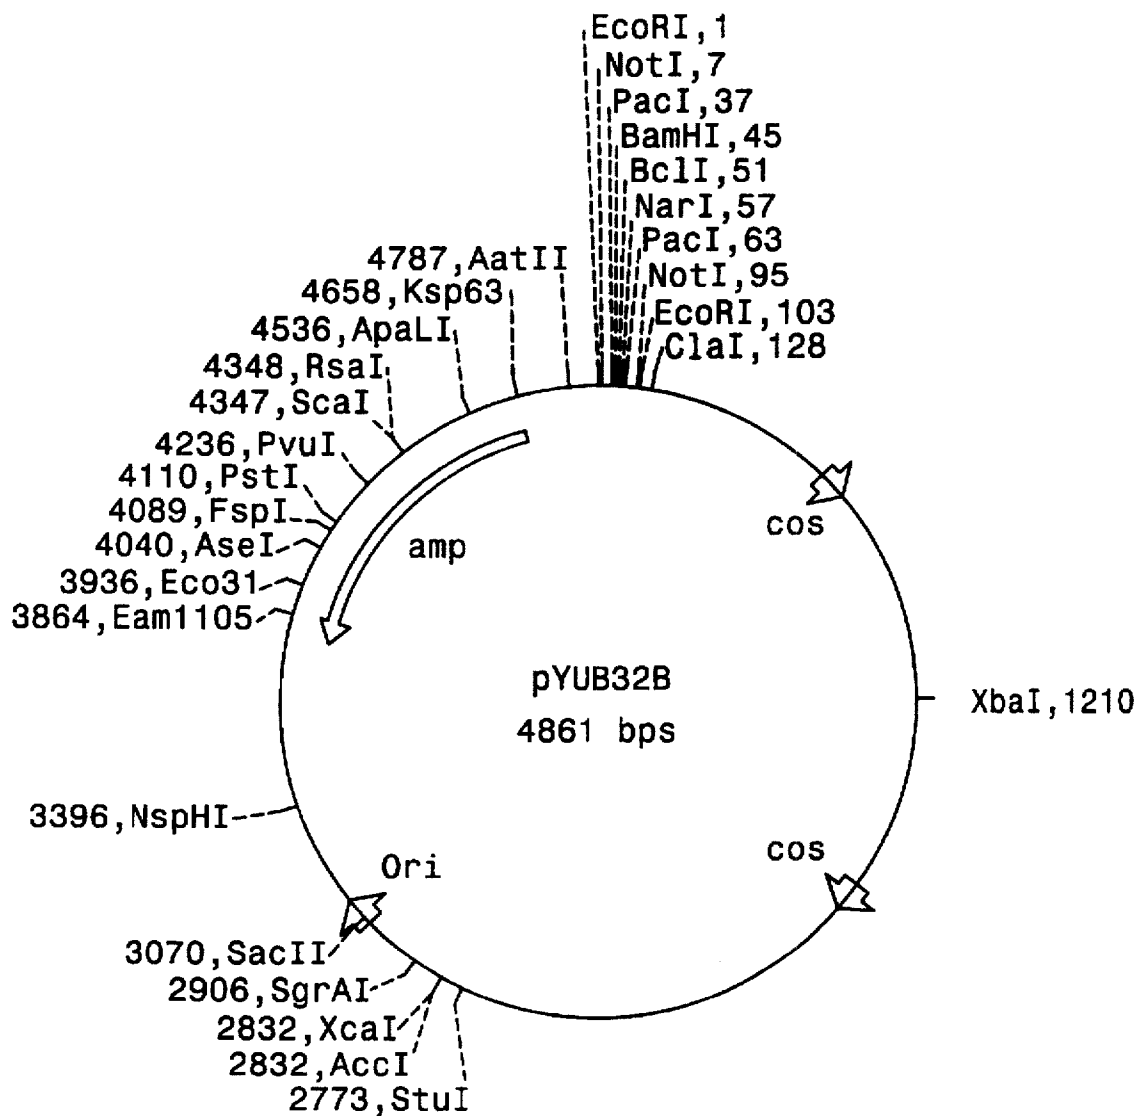 EcoRI,1
NotI,7
PacI,37
BamHI,45
BclI,51
NarI,57
PacI,63
NotI,95
EcoRI,103
ClaI,128
4787,AatII
4658,Ksp63
4536,ApaLI
4348,RsaI
4347,ScaI
4236,PvuI
4110,PstI
4089,FspI
4040,AseI
3936,Eco31
3864,Eam1105
amp
cos
pYUB32B
4861 bps
XbaI,1210
3396,NspHI
cos
Ori
3070,SacII
2906,SgrAI
2832,XcaI
2832,AccI
2773,StuI